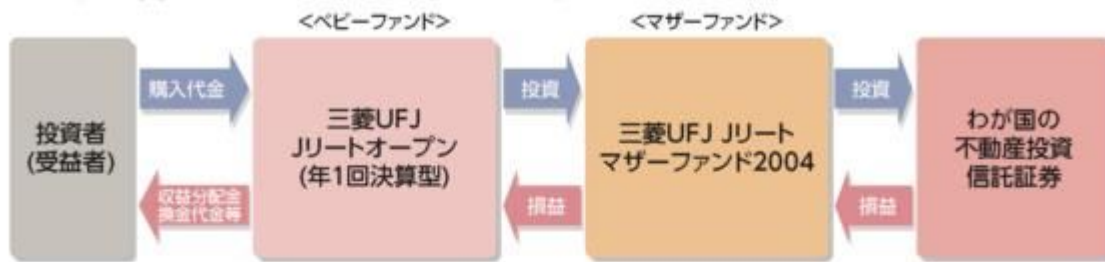 <ベビーファンド>
<マザーファンド>
投資者
(受益者)
購入代金
収益分配金
換金代金等
三菱UFJ
Jリートオープン
(年1回決算型)
投資
損益
三菱UFJ Jリート
マザーファンド2004
投資
損益
わが国の
不動産投資
信託証券